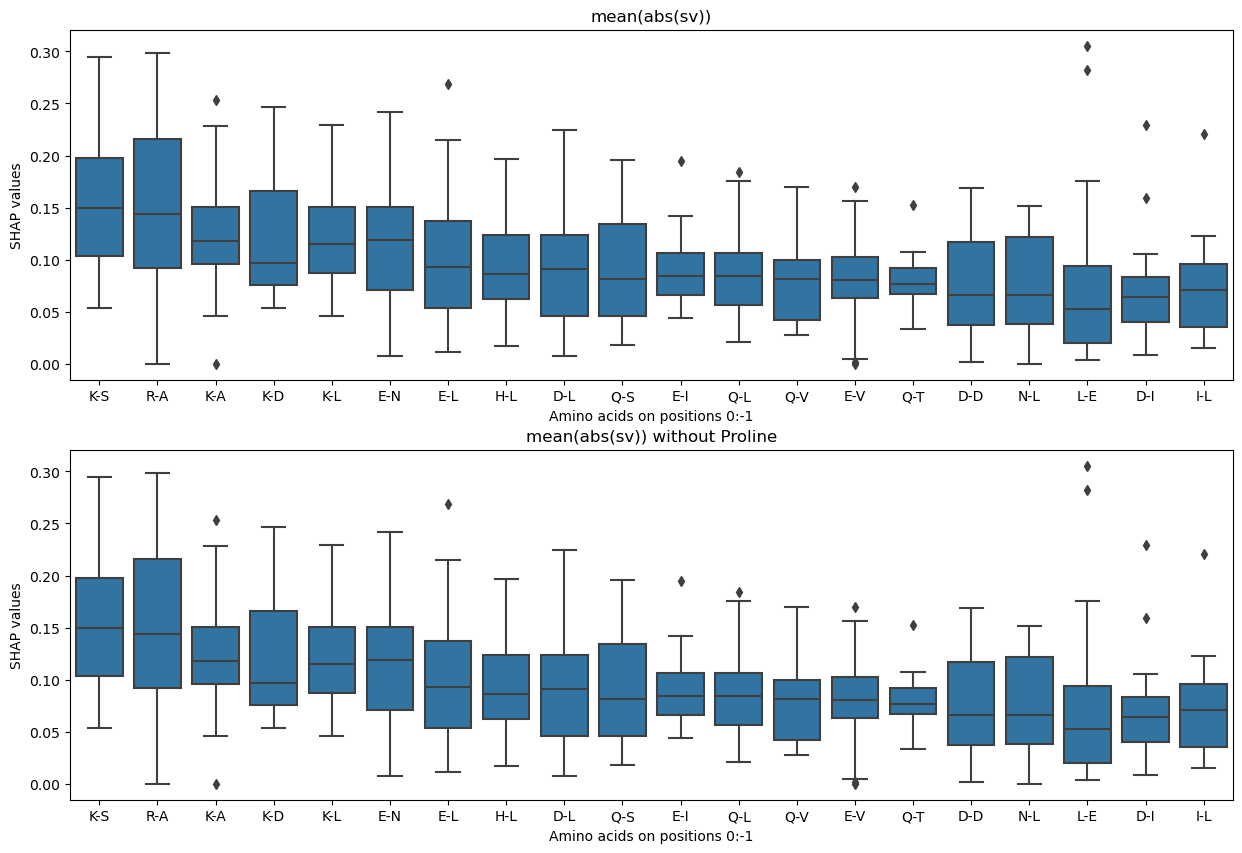 mean(abs(sv))
0.30
0.25
0.20
0.15
0.10
0.05
0.00
SHAP values
K-S R-A K-A K-D K-L E-N E-L H-L D-L Q-S E-I Q-L Q-V E-V Q-T D-D N-L L-E D-I I-L
Amino acids on positions 0:-1
mean(abs(sv)) without Proline
0.30
0.25
0.20
0.15
0.10
0.05
0.00
SHAP values
K-S R-A K-A K-D K-L E-N E-L H-L D-L Q-S E-I Q-L Q-V E-V Q-T D-D N-L L-E D-I I-L
Amino acids on positions 0:-1